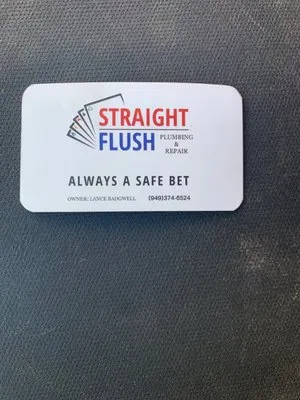 STRAIGHT
FLUSH PLUMBING
&
REPAIR
ALWAYS A SAFE BET
OWNER: LANCE BADGWELL (949)374-6524